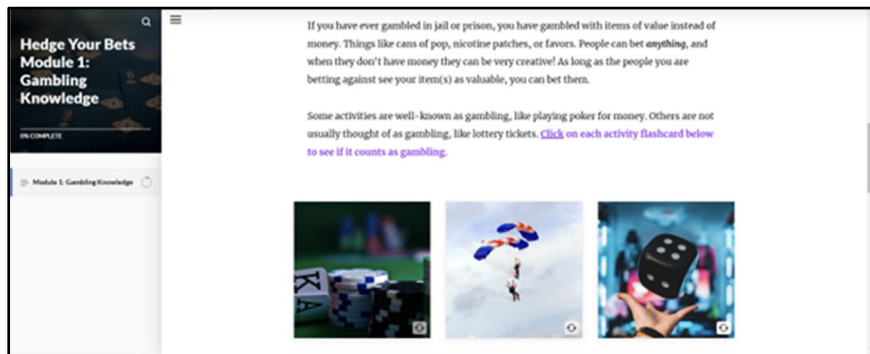 Hedge Your Bets
Module 1:
Gambling
Knowledge
0% COMPLETE
Module 1: Gambling Knowledge
If you have ever gambled in jail or prison, you have gambled with items of value instead of
money. Things like cans of pop, nicotine patches, or favors. People can bet anything, and
when they don't have money they can be very creative! As long as the people you are
betting against see your item(s) as valuable, you can bet them.
Some activities are well-known as gambling, like playing poker for money. Others are not
usually thought of as gambling, like lottery tickets. Click on each activity flashcard below
to see if it counts as gambling.
K
A